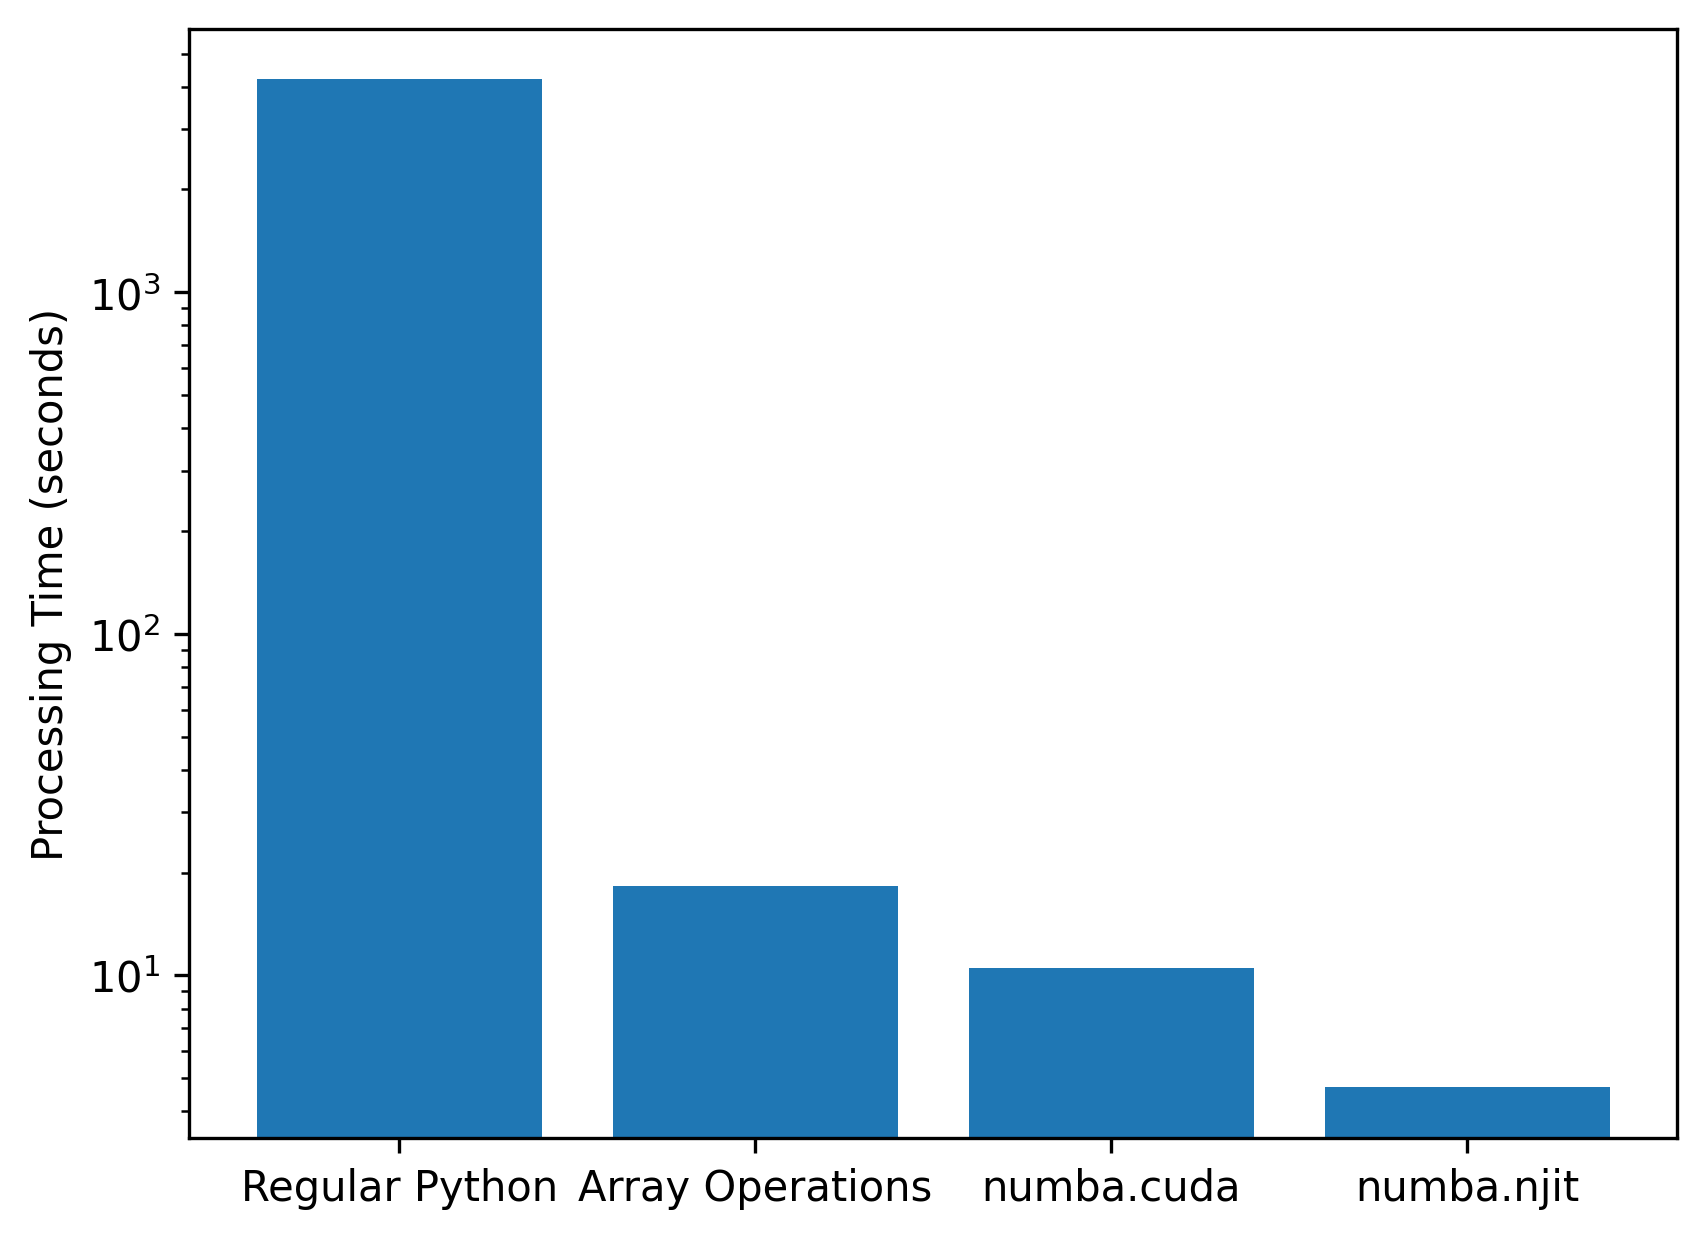 Processing Time (seconds)
10³
10²
10¹
Regular Python Array Operations numba.cuda numba.njit